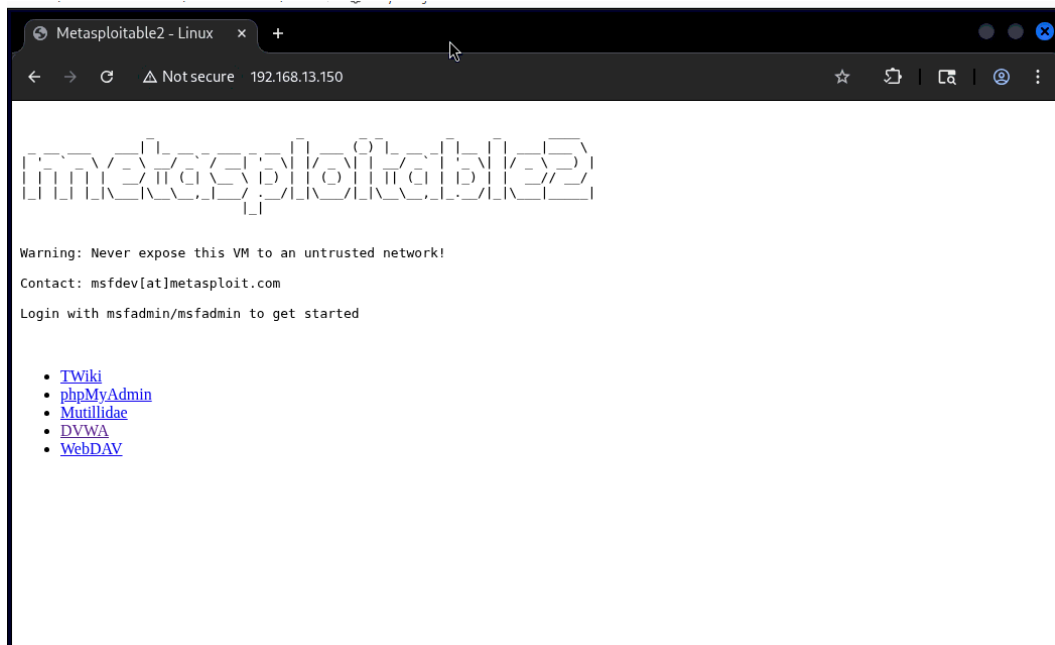 Metasploitable2 - Linux
Not secure 192.168.13.150
metasploitable2
Warning: Never expose this VM to an untrusted network!
Contact: msfdev[at]metasploit.com
Login with msfadmin/msfadmin to get started
TWiki
phpMyAdmin
Mutillidae
DVWA
WebDAV